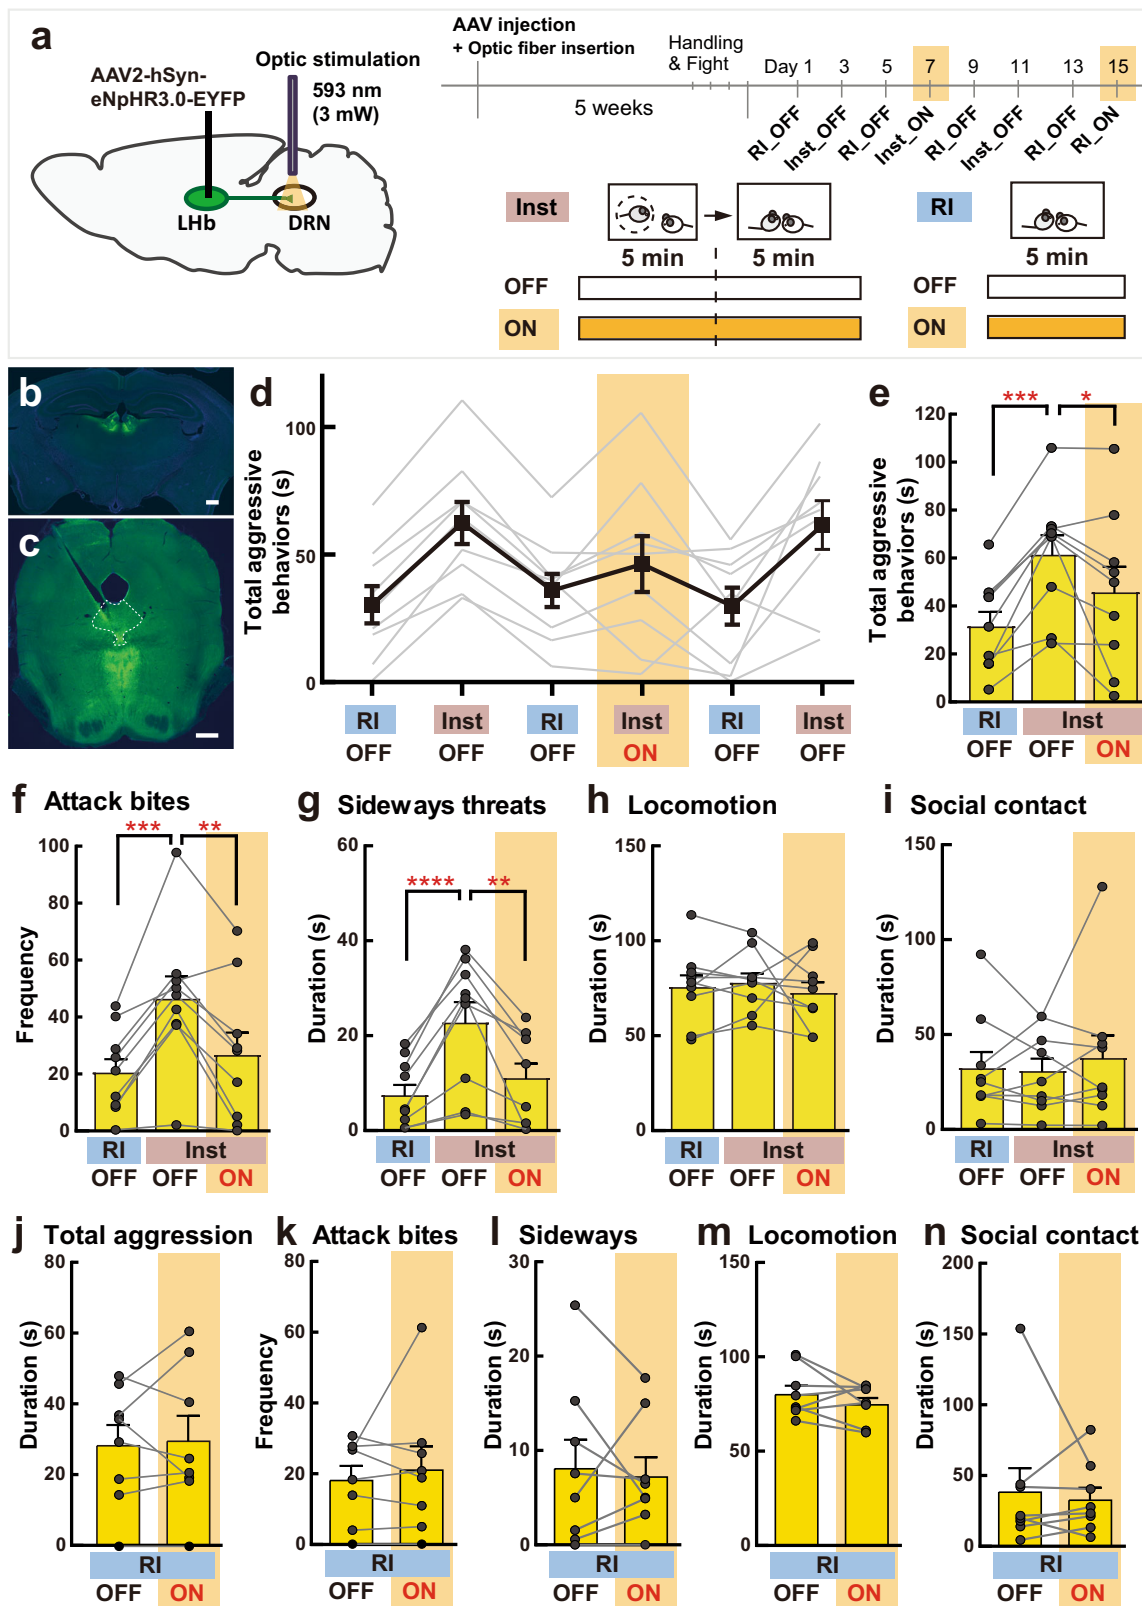 a
AAV2-hSyn-
eNpHR3.0-EYFP
Optic stimulation
593 nm
(3 mW)
LHb
DRN
AAV injection
+ Optic fiber insertion
Handling
& Fight
5 weeks
Day 1 3 5 7 9 11 13 15
RI_OFF Inst_OFF RI_OFF Inst_ON RI_OFF Inst_OFF RI_OFF RI_ON
Inst
5 min 5 min
OFF
ON
RI
5 min
OFF
ON
b
c
d
Total aggressive
behaviors (s)
100
50
0
RI Inst RI Inst RI Inst
OFF OFF OFF ON OFF OFF
e
Total aggressive
behaviors (s)
120
100
80
60
40
20
0
*** *
RI Inst
OFF OFF ON
f Attack bites
Frequency
100
80
60
40
20
0
*** **
RI Inst
OFF OFF ON
g Sideways threats
Duration (s)
60
40
20
0
**** **
RI Inst
OFF OFF ON
h Locomotion
Duration (s)
150
100
50
0
RI Inst
OFF OFF ON
i Social contact
Duration (s)
150
100
50
0
RI Inst
OFF OFF ON
j Total aggression
Duration (s)
80
60
40
20
0
RI
OFF ON
k Attack bites
Frequency
80
60
40
20
0
RI
OFF ON
l Sideways
Duration (s)
30
20
10
0
RI
OFF ON
m Locomotion
Duration (s)
150
100
50
0
RI
OFF ON
n Social contact
Duration (s)
200
150
100
50
0
RI
OFF ON